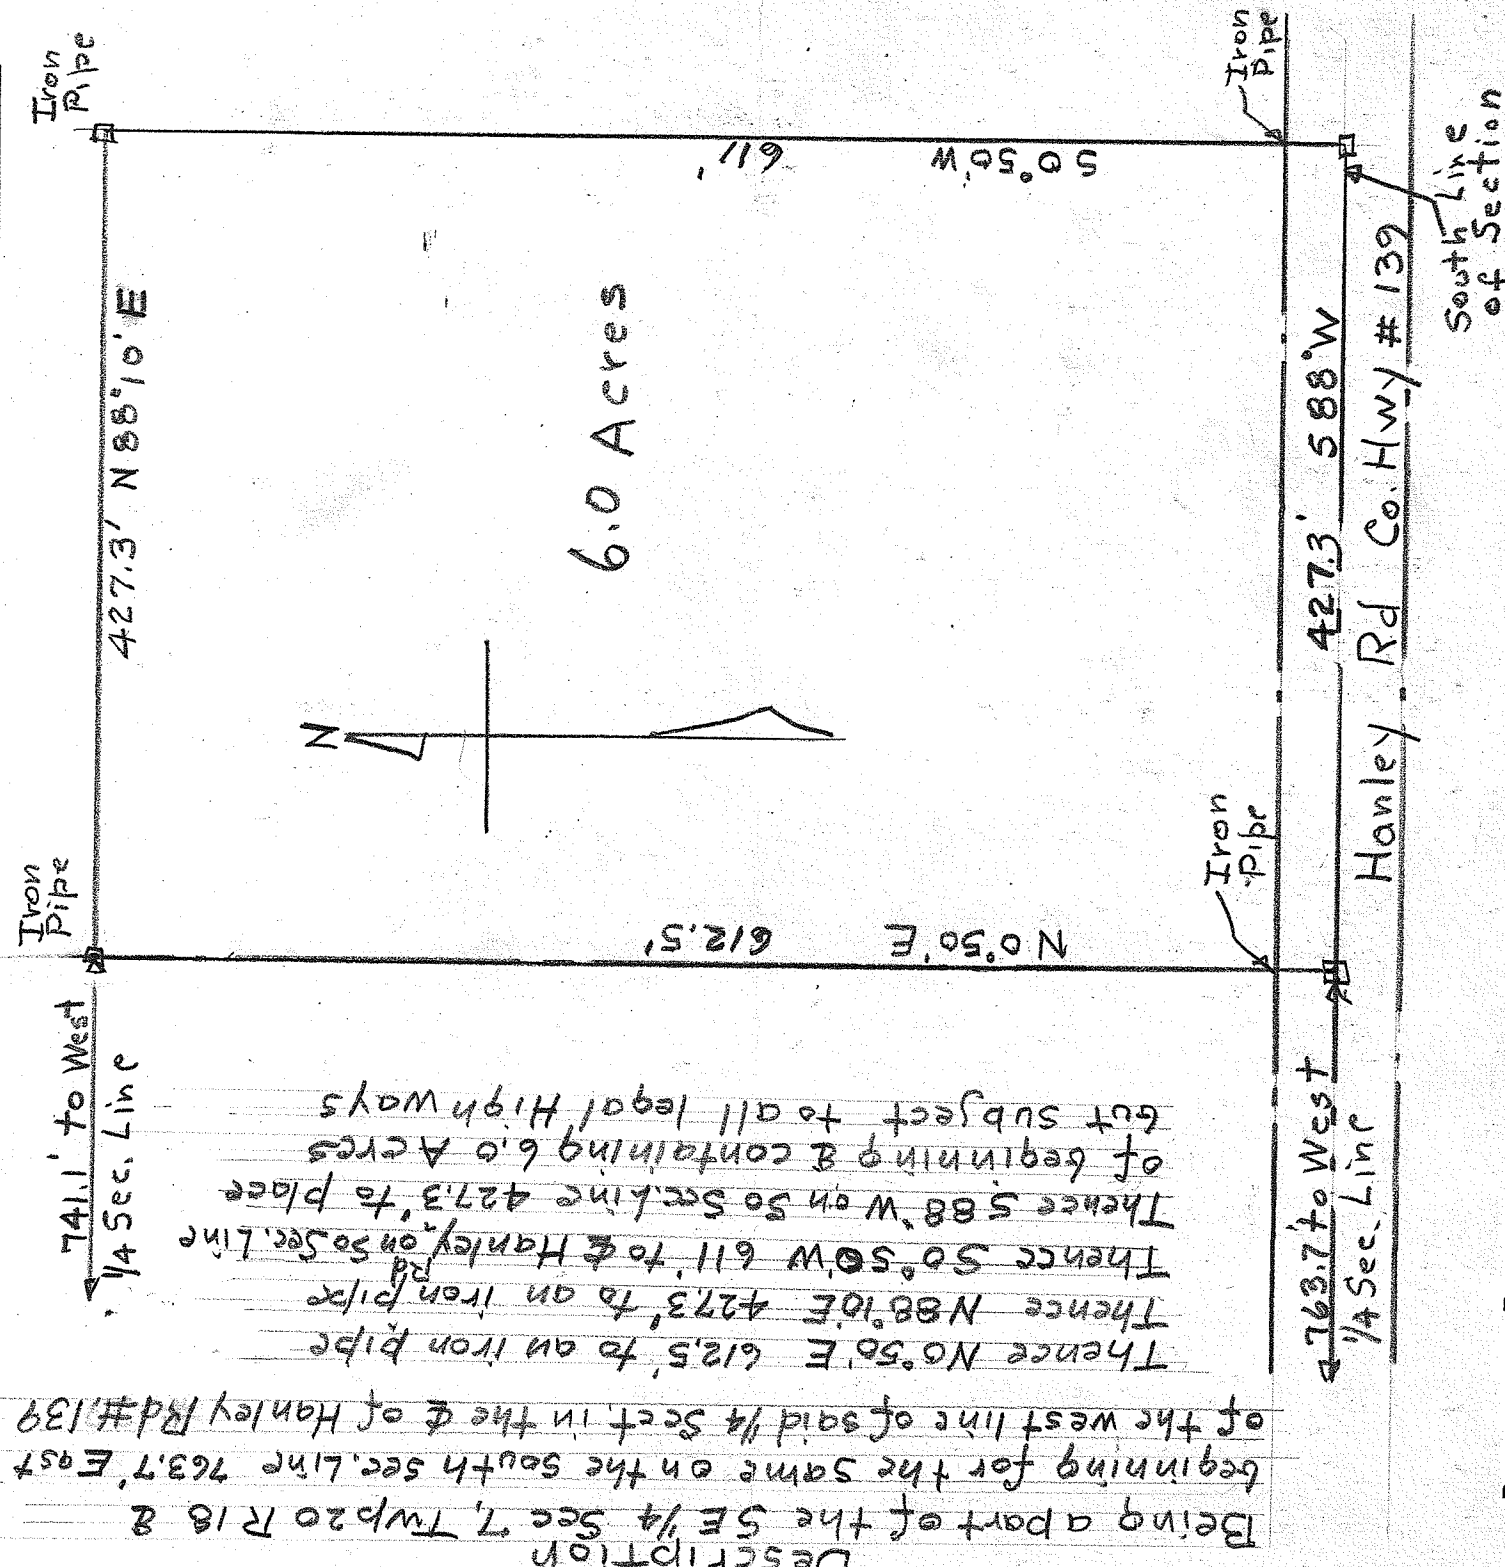 Description
Being a part of the SE 1/4 Sec 7, Twp 20 R 18 &
beginning for the same on the South Sec. Line 763.7' East
of the west line of said 1/4 Sect. in the ℄ of Hanley Rd #139
Thence N 0°50' E 612.5' to an iron pipe
Thence N 88°10' E 427.3' to an iron pipe
Thence S 0°50' W 611' to ℄ Hanley Rd on So Sec. Line
Thence S 88° W on So Sec. Line 427.3' to place
of beginning & containing 6.0 Acres
but subject to all legal High ways
Iron
Pipe
Iron
Pipe
427.3' N 88°10' E
741.1' to West
1/4 Sec. Line
N
6.0 Acres
N 0°50' E 612.5'
S 0°50' W 611'
Iron
Pipe
Iron
Pipe
763.7' to West
1/4 Sec. Line
427.3' S 88° W
Hanley Rd Co. Hwy # 139
South Line
of Section